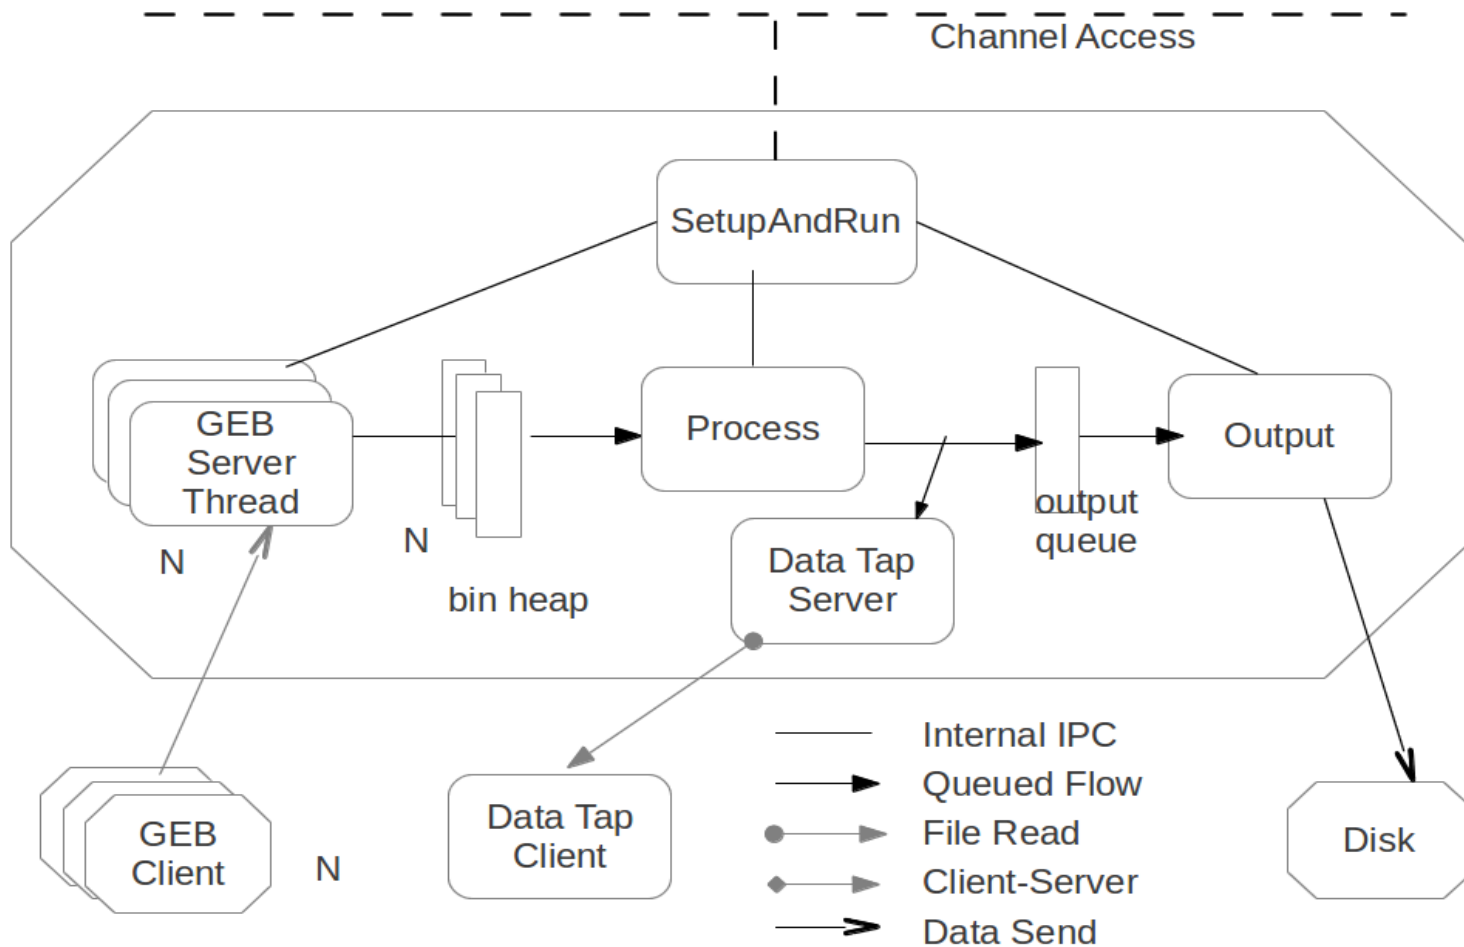 Channel Access
SetupAndRun
GEB
Server
Thread
N
N
bin heap
Process
Data Tap
Server
output
queue
Output
GEB
Client
N
Data Tap
Client
Internal IPC
Queued Flow
File Read
Client-Server
Data Send
Disk